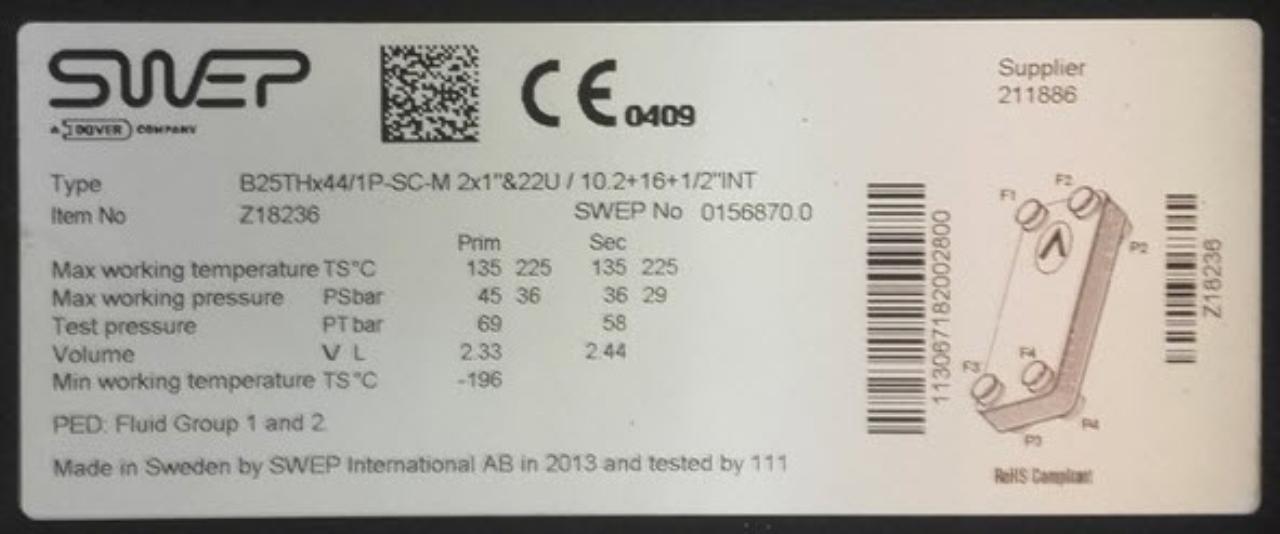 SWEP
A DOVER COMPANY
CE 0409
Supplier
211886
Type B25THx44/1P-SC-M 2x1"&22U / 10.2+16+1/2"INT
Item No Z18236 SWEP No 0156870.0
Prim Sec
Max working temperature TS°C 135 225 135 225
Max working pressure PSbar 45 36 36 29
Test pressure PT bar 69 58
Volume V L 2.33 2.44
Min working temperature TS°C -196
PED: Fluid Group 1 and 2
Made in Sweden by SWEP International AB in 2013 and tested by 111
113067182002800
F1
F2
P2
F3
F4
P3
P4
RoHS Compliant
Z18236